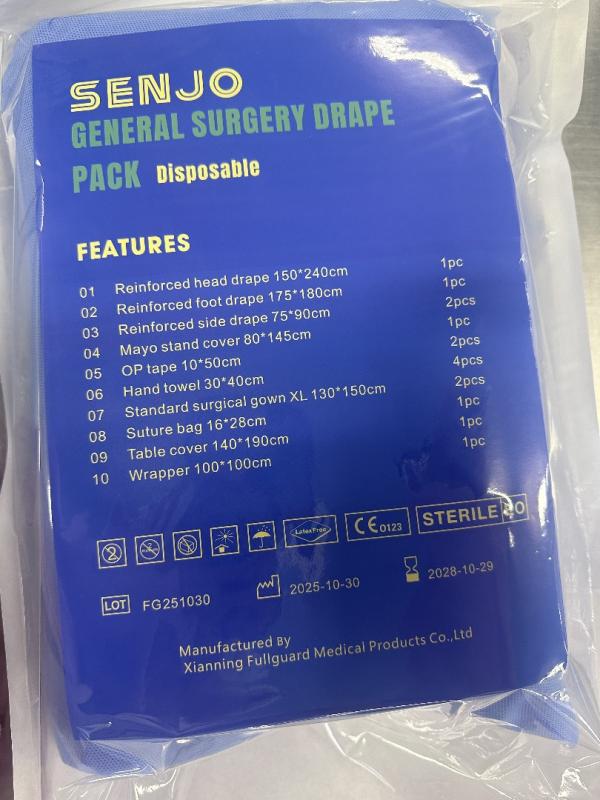 SENJO
GENERAL SURGERY DRAPE
PACK Disposable
FEATURES
01 Reinforced head drape 150*240cm 1pc
02 Reinforced foot drape 175*180cm 1pc
03 Reinforced side drape 75*90cm 2pcs
04 Mayo stand cover 80*145cm 1pc
05 OP tape 10*50cm 2pcs
06 Hand towel 30*40cm 4pcs
07 Standard surgical gown XL 130*150cm 2pcs
08 Suture bag 16*28cm 1pc
09 Table cover 140*190cm 1pc
10 Wrapper 100*100cm 1pc
2 Latex Free CE 0123 STERILE
LOT FG251030 2025-10-30 2028-10-29
Manufactured By
Xianning Fullguard Medical Products Co.,Ltd